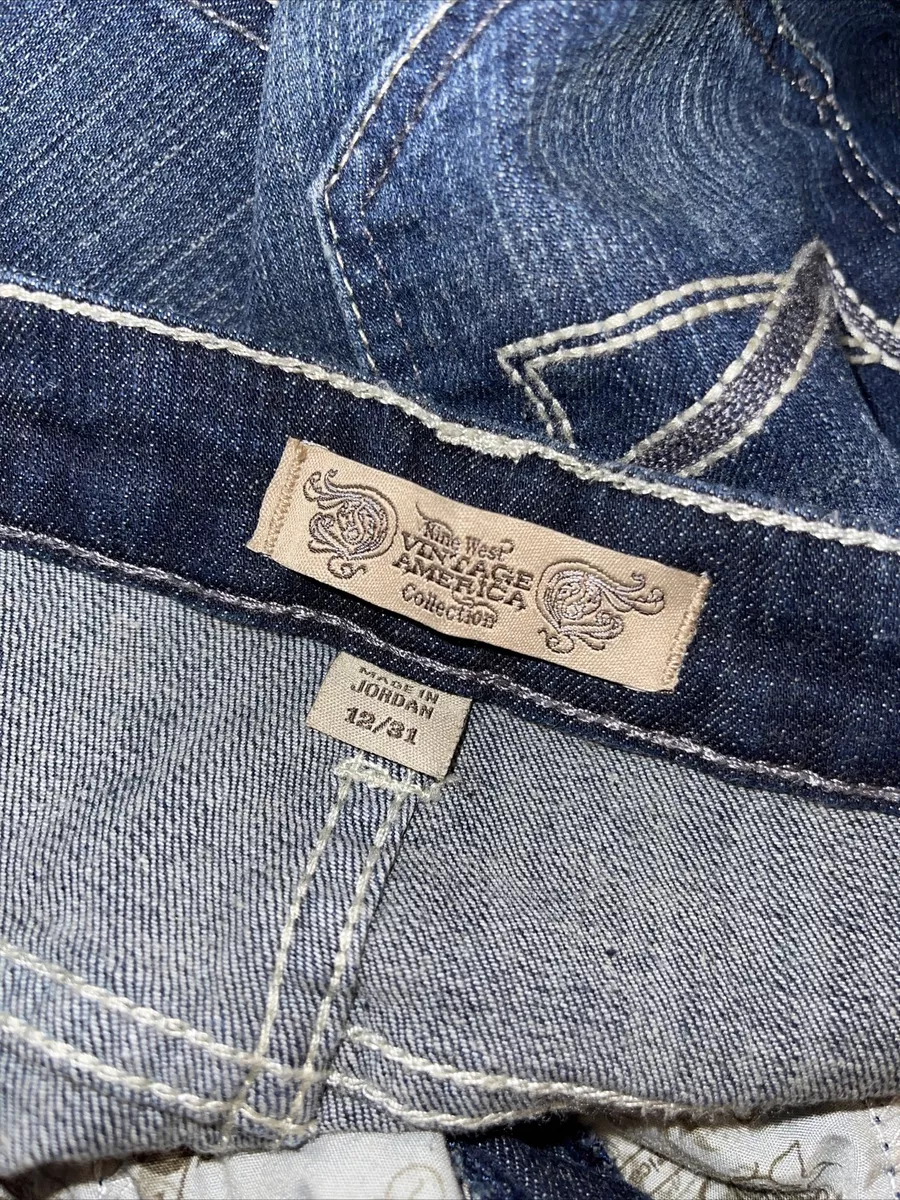 Nine West
VINTAGE
AMERICA
Collection
MADE IN
JORDAN
12/31